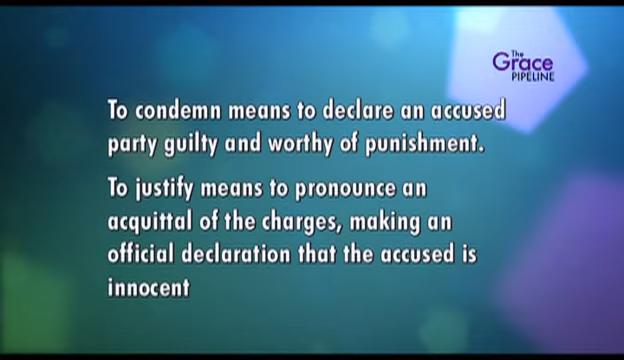 The
Grace
PIPELINE
To condemn means to declare an accused
party guilty and worthy of punishment.
To justify means to pronounce an
acquittal of the charges, making an
official declaration that the accused is
innocent